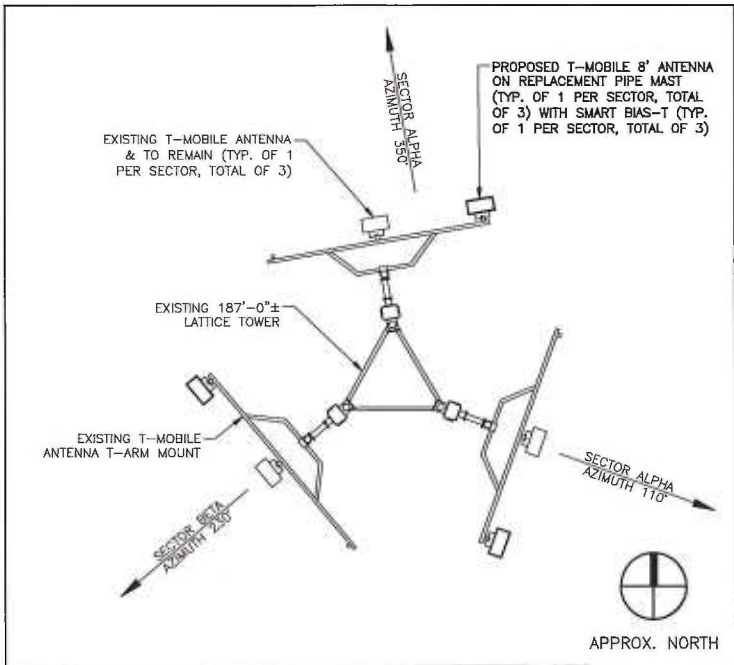 PROPOSED T-MOBILE 8' ANTENNA
ON REPLACEMENT PIPE MAST
(TYP. OF 1 PER SECTOR, TOTAL
OF 3) WITH SMART BIAS-T (TYP.
OF 1 PER SECTOR, TOTAL OF 3)
SECTOR ALPHA
AZIMUTH 350°
EXISTING T-MOBILE ANTENNA
& TO REMAIN (TYP. OF 1
PER SECTOR, TOTAL OF 3)
EXISTING 187'-0"±
LATTICE TOWER
EXISTING T-MOBILE
ANTENNA T-ARM MOUNT
SECTOR ALPHA
AZIMUTH 110°
SECTOR BETA
AZIMUTH 230°
APPROX. NORTH